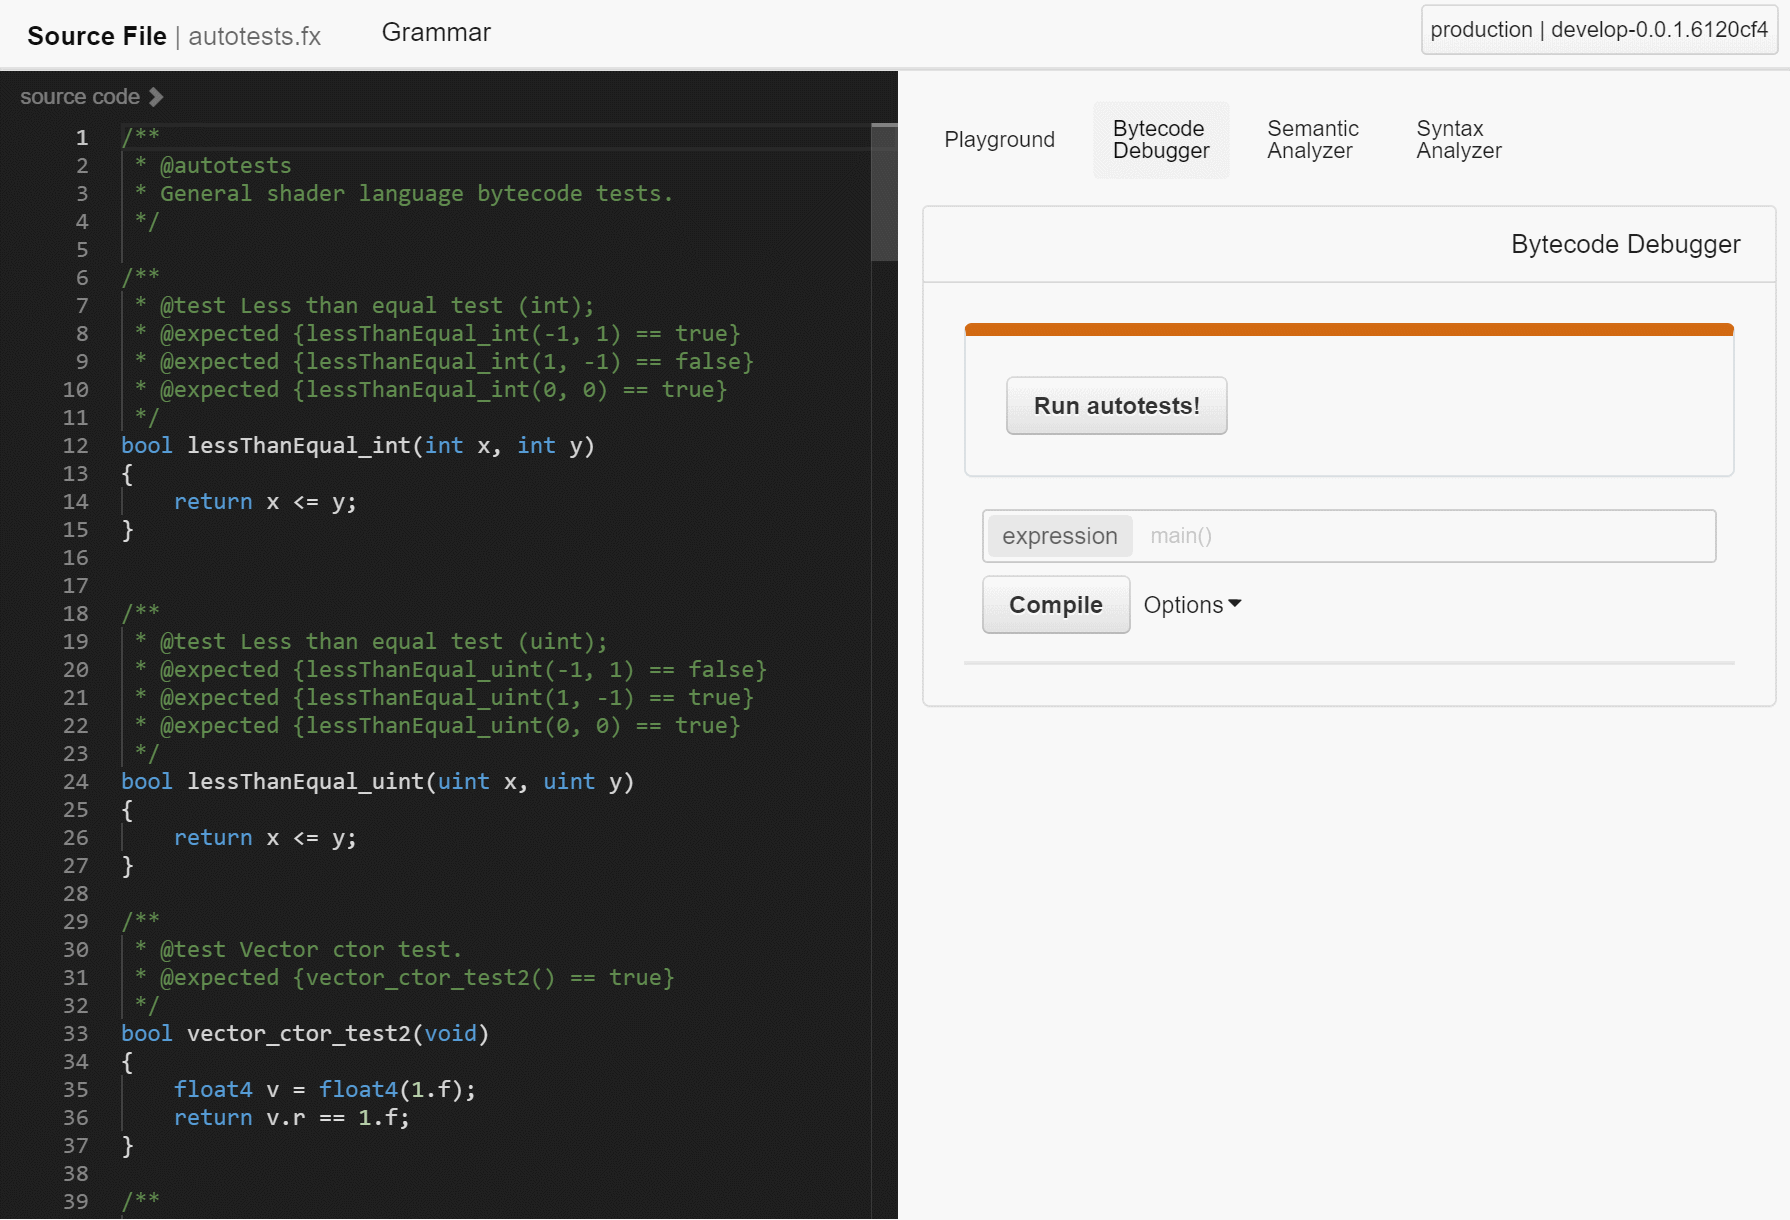 Source File | autotests.fx
Grammar
production | develop-0.0.1.6120cf4
source code
1 /**
2  * @autotests
3  * General shader language bytecode tests.
4  */
5
6 /**
7  * @test Less than equal test (int);
8  * @expected {lessThanEqual_int(-1, 1) == true}
9  * @expected {lessThanEqual_int(1, -1) == false}
10  * @expected {lessThanEqual_int(0, 0) == true}
11  */
12 bool lessThanEqual_int(int x, int y)
13 {
14     return x <= y;
15 }
16
17
18 /**
19  * @test Less than equal test (uint);
20  * @expected {lessThanEqual_uint(-1, 1) == false}
21  * @expected {lessThanEqual_uint(1, -1) == true}
22  * @expected {lessThanEqual_uint(0, 0) == true}
23  */
24 bool lessThanEqual_uint(uint x, uint y)
25 {
26     return x <= y;
27 }
28
29 /**
30  * @test Vector ctor test.
31  * @expected {vector_ctor_test2() == true}
32  */
33 bool vector_ctor_test2(void)
34 {
35     float4 v = float4(1.f);
36     return v.r == 1.f;
37 }
38
39 /**
Playground
Bytecode
Debugger
Semantic
Analyzer
Syntax
Analyzer
Bytecode Debugger
Run autotests!
expression main()
Compile Options